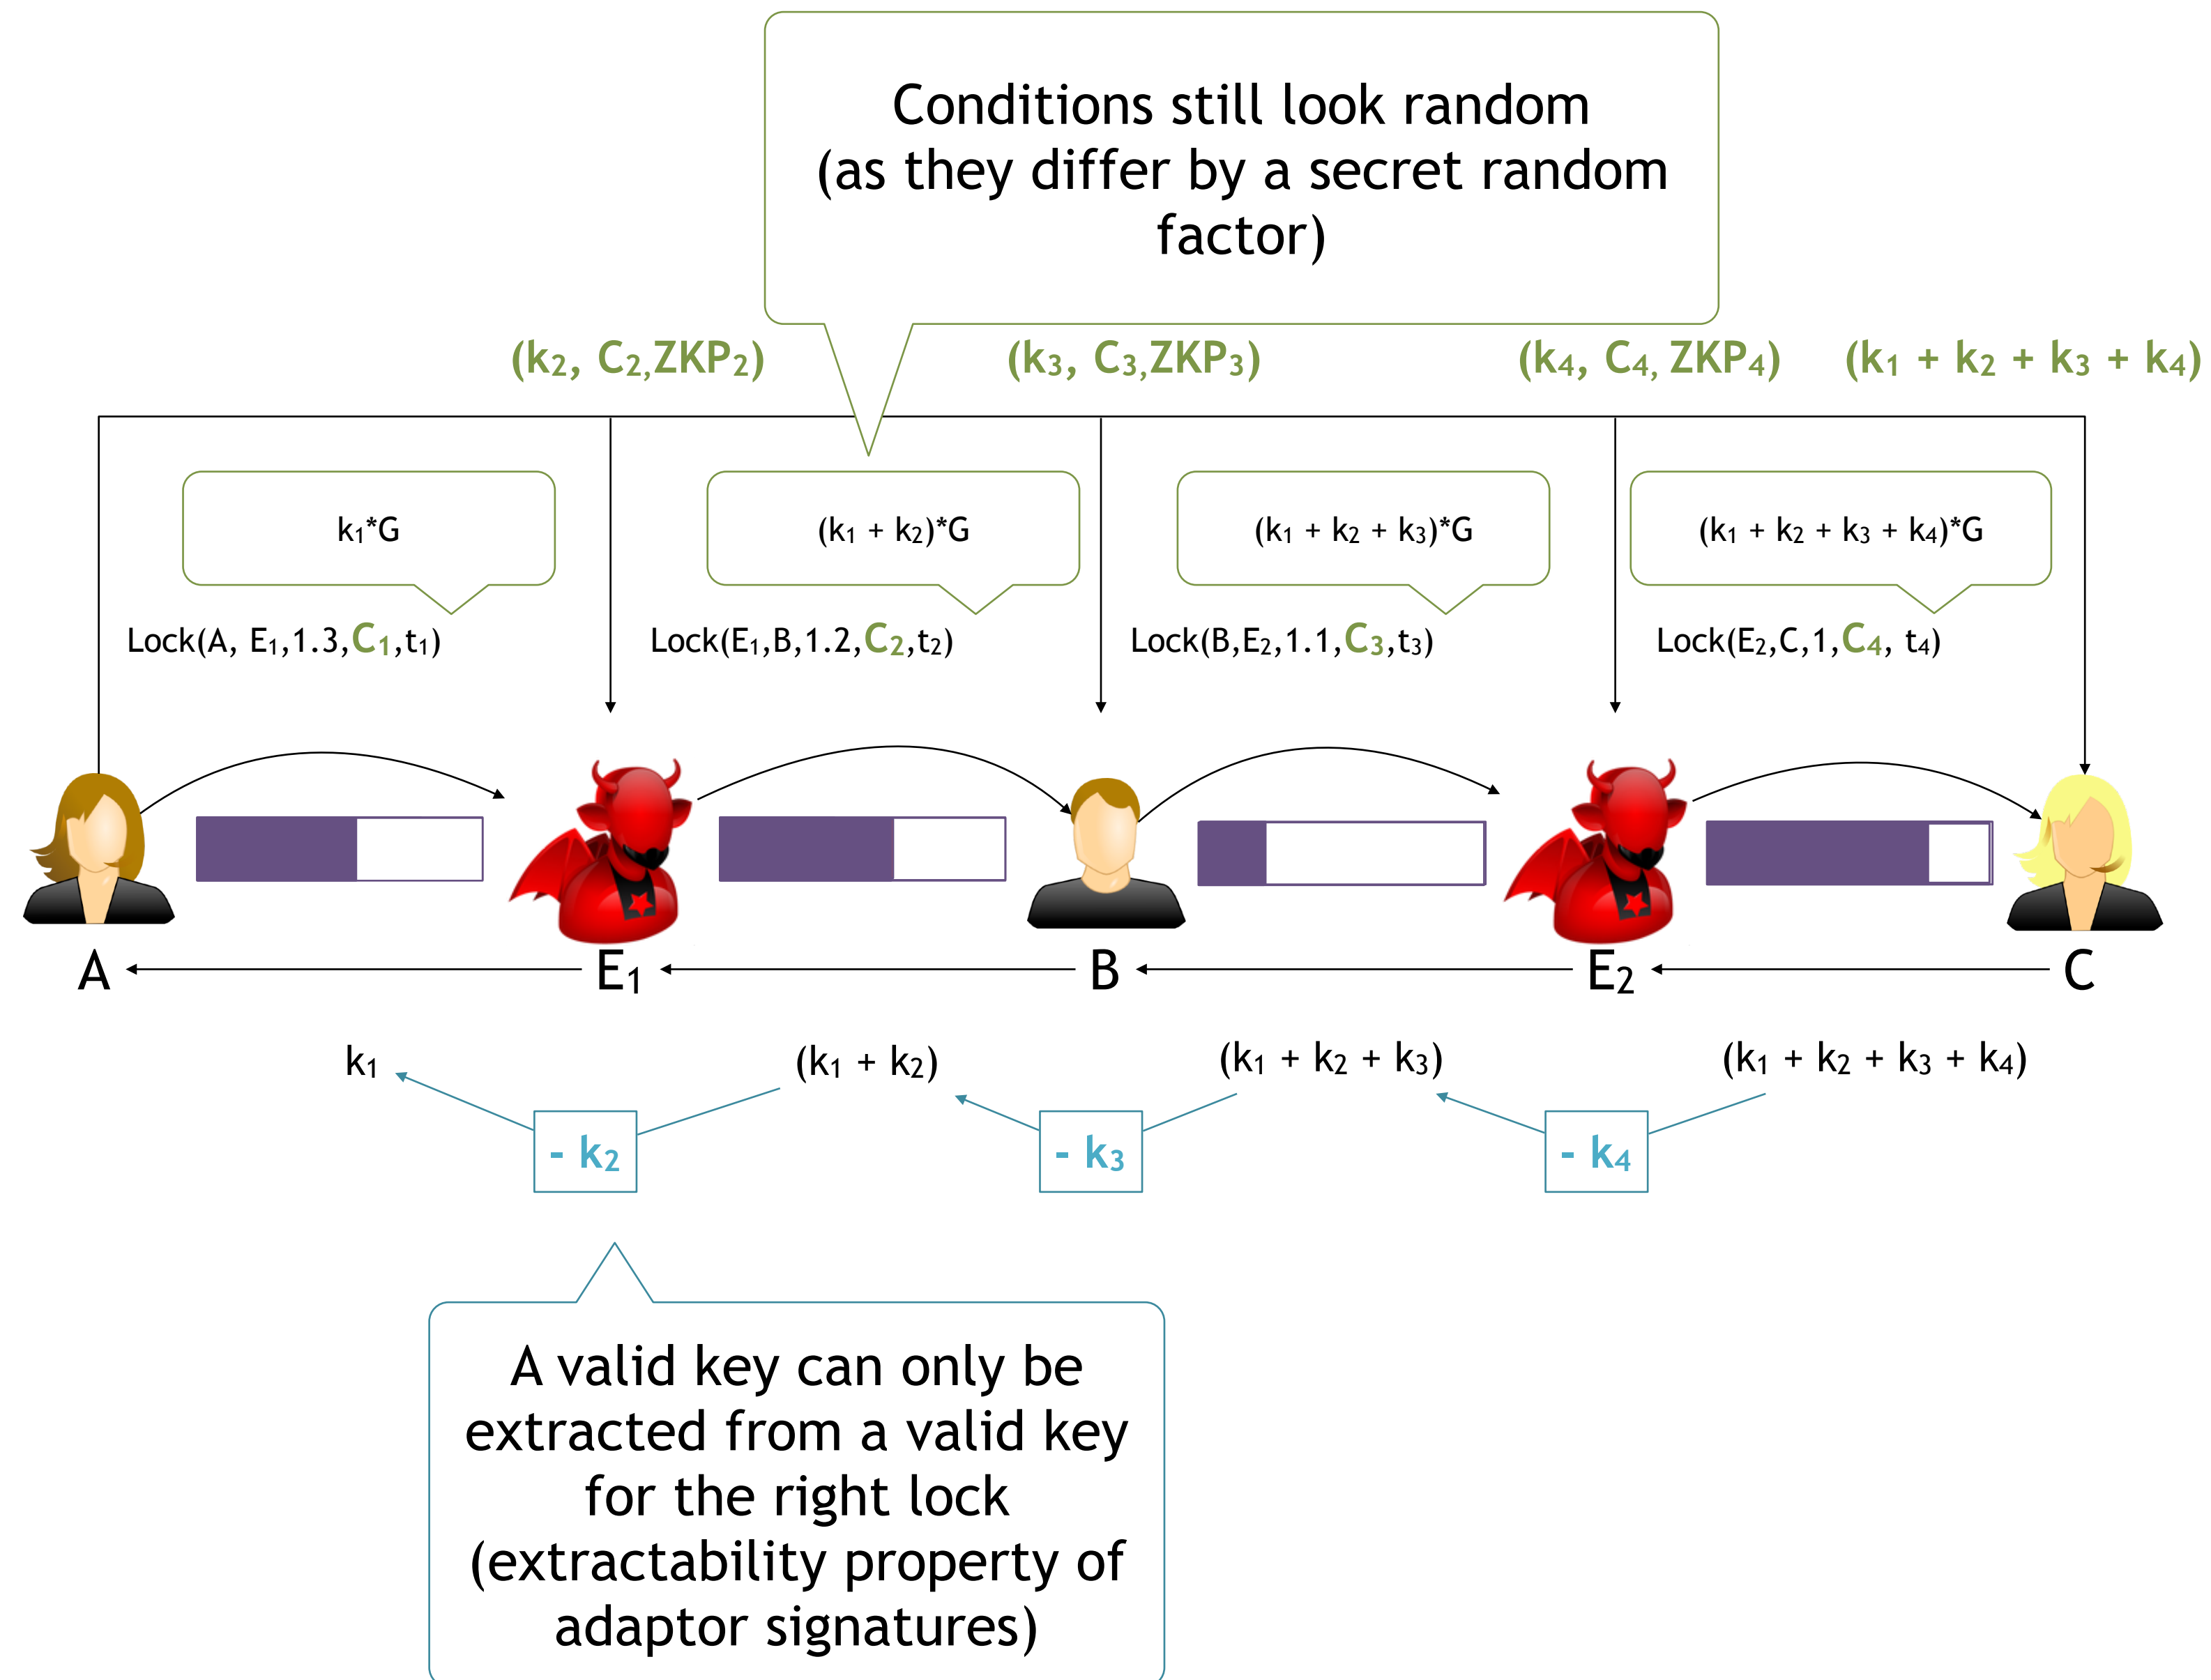 Conditions still look random
(as they differ by a secret random
factor)
(k₂, C₂,ZKP₂)
(k₃, C₃,ZKP₃)
(k₄, C₄, ZKP₄)
(k₁ + k₂ + k₃ + k₄)
k₁*G
(k₁ + k₂)*G
(k₁ + k₂ + k₃)*G
(k₁ + k₂ + k₃ + k₄)*G
Lock(A, E₁,1.3,C₁,t₁)
Lock(E₁,B,1.2,C₂,t₂)
Lock(B,E₂,1.1,C₃,t₃)
Lock(E₂,C,1,C₄, t₄)
A
E₁
B
E₂
C
k₁
(k₁ + k₂)
(k₁ + k₂ + k₃)
(k₁ + k₂ + k₃ + k₄)
- k₂
- k₃
- k₄
A valid key can only be
extracted from a valid key
for the right lock
(extractability property of
adaptor signatures)